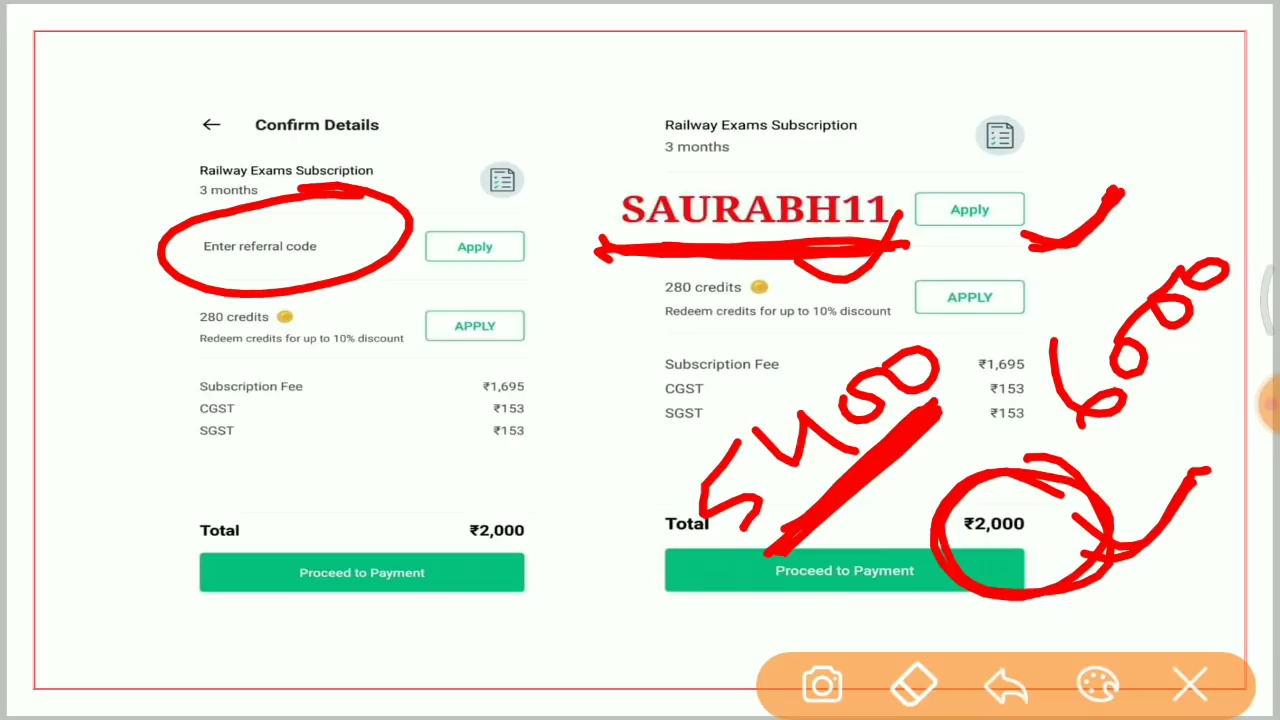 Confirm Details
Railway Exams Subscription
3 months
Enter referral code
Apply
280 credits
Redeem credits for up to 10% discount
APPLY
Subscription Fee ₹1,695
CGST ₹153
SGST ₹153
Total ₹2,000
Proceed to Payment
Railway Exams Subscription
3 months
SAURABH11
Apply
280 credits
Redeem credits for up to 10% discount
APPLY
Subscription Fee ₹1,695
CGST ₹153
SGST ₹153
5400
6000
Total ₹2,000
Proceed to Payment